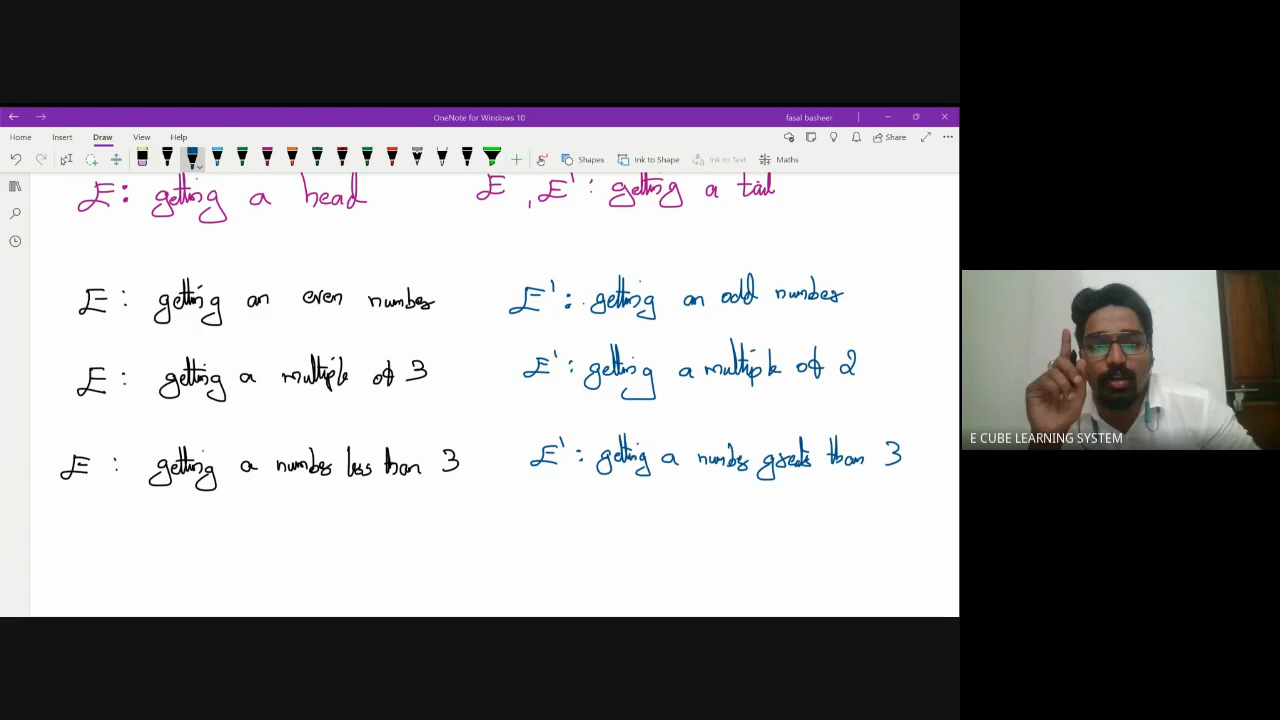 OneNote for Windows 10
fasal basheer
Home Insert Draw View Help
Share
Shapes Ink to Shape Ink to Text Maths
E: getting a head
E , E': getting a tail
E : getting an even number
E' : getting an odd number
E : getting a multiple of 3
E' : getting a multiple of 2
E : getting a number less than 3
E' : getting a number greater than 3
E CUBE LEARNING SYSTEM